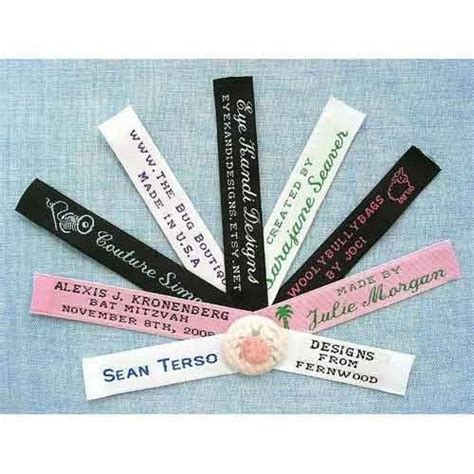 Eye Kandi Designs
EYEKANDIDESIGNS.ETSY.NET
CREATED BY
Sarajane Seaver
www.The Bug Boutiq
MADE IN U.S.A
WOOLYBULLYBAGS
BY JOCI
Couture Sim
ALEXIS J. KRONENBERG
BAT MITZVAH
NOVEMBER 8TH, 200
MADE BY
Julie Morgan
SEAN TERSO
DESIGNS
FROM
FERNWOOD